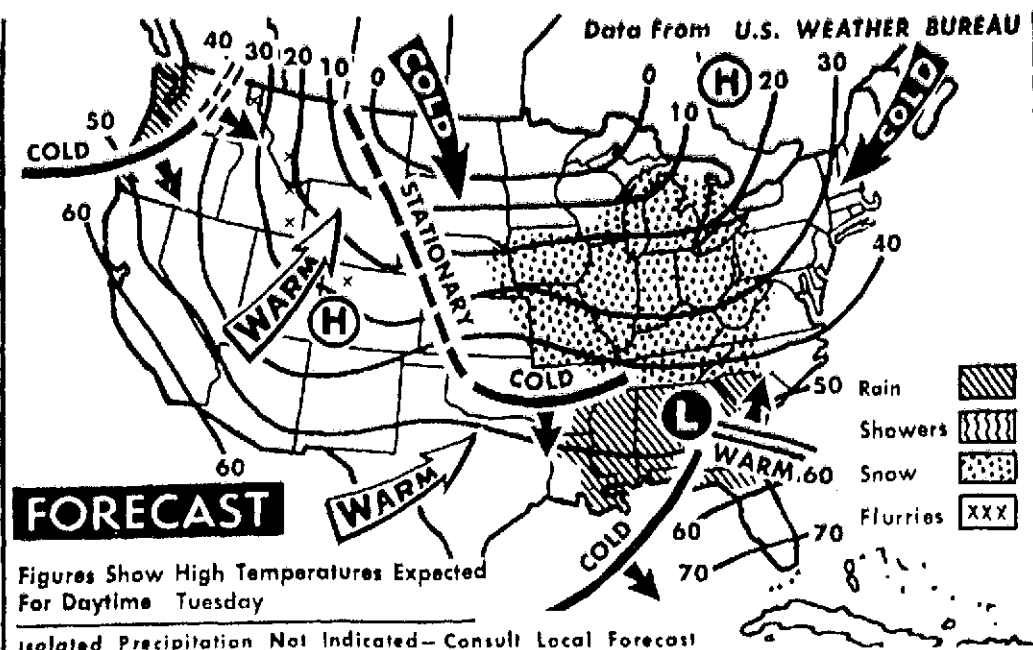 Data From U.S. WEATHER BUREAU
40
30
20
10
0
COLD
0
H
20
30
COLD
10
50
COLD
STATIONARY
60
40
WARM
H
COLD
50
L
Rain
Showers
WARM
60
60
WARM
Snow
FORECAST
COLD
60
70
70
Flurries
XXX
Figures Show High Temperatures Expected
For Daytime Tuesday
Isolated Precipitation Not Indicated—Consult Local Forecast